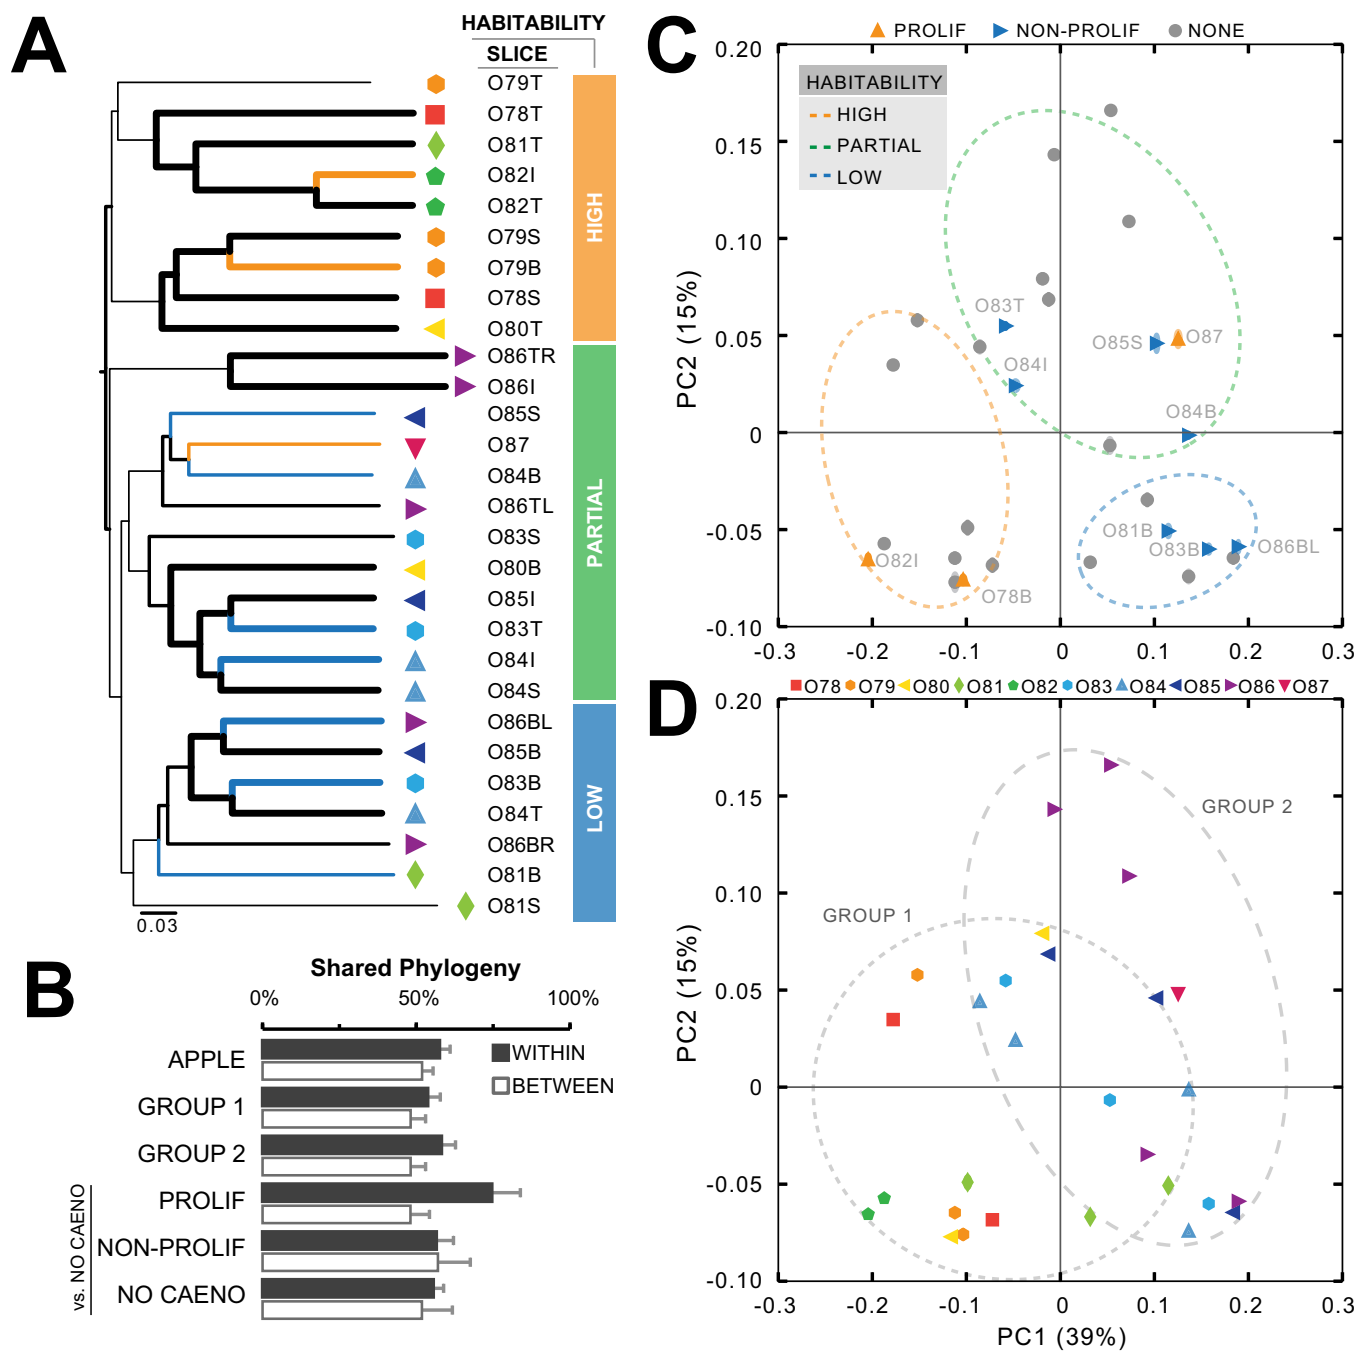 A
HABITABILITY
SLICE
O79T
O78T
O81T
O82I
O82T
O79S
O79B
O78S
O80T
O86TR
O86I
O85S
O87
O84B
O86TL
O83S
O80B
O85I
O83T
O84I
O84S
O86BL
O85B
O83B
O84T
O86BR
O81B
O81S
HIGH
PARTIAL
LOW
0.03
B
Shared Phylogeny
0% 50% 100%
WITHIN
BETWEEN
APPLE
GROUP 1
GROUP 2
PROLIF
NON-PROLIF
NO CAENO
vs. NO CAENO
C
PROLIF NON-PROLIF NONE
HABITABILITY
HIGH
PARTIAL
LOW
PC2 (15%)
0.20
0.15
0.10
0.05
0
-0.05
-0.10
-0.3 -0.2 -0.1 0 0.1 0.2 0.3
O83T
O84I
O85S
O87
O84B
O81B
O83B
O86BL
O82I
O78B
D
O78 O79 O80 O81 O82 O83 O84 O85 O86 O87
PC2 (15%)
0.20
0.15
0.10
0.05
0
-0.05
-0.10
GROUP 2
GROUP 1
-0.3 -0.2 -0.1 0 0.1 0.2 0.3
PC1 (39%)